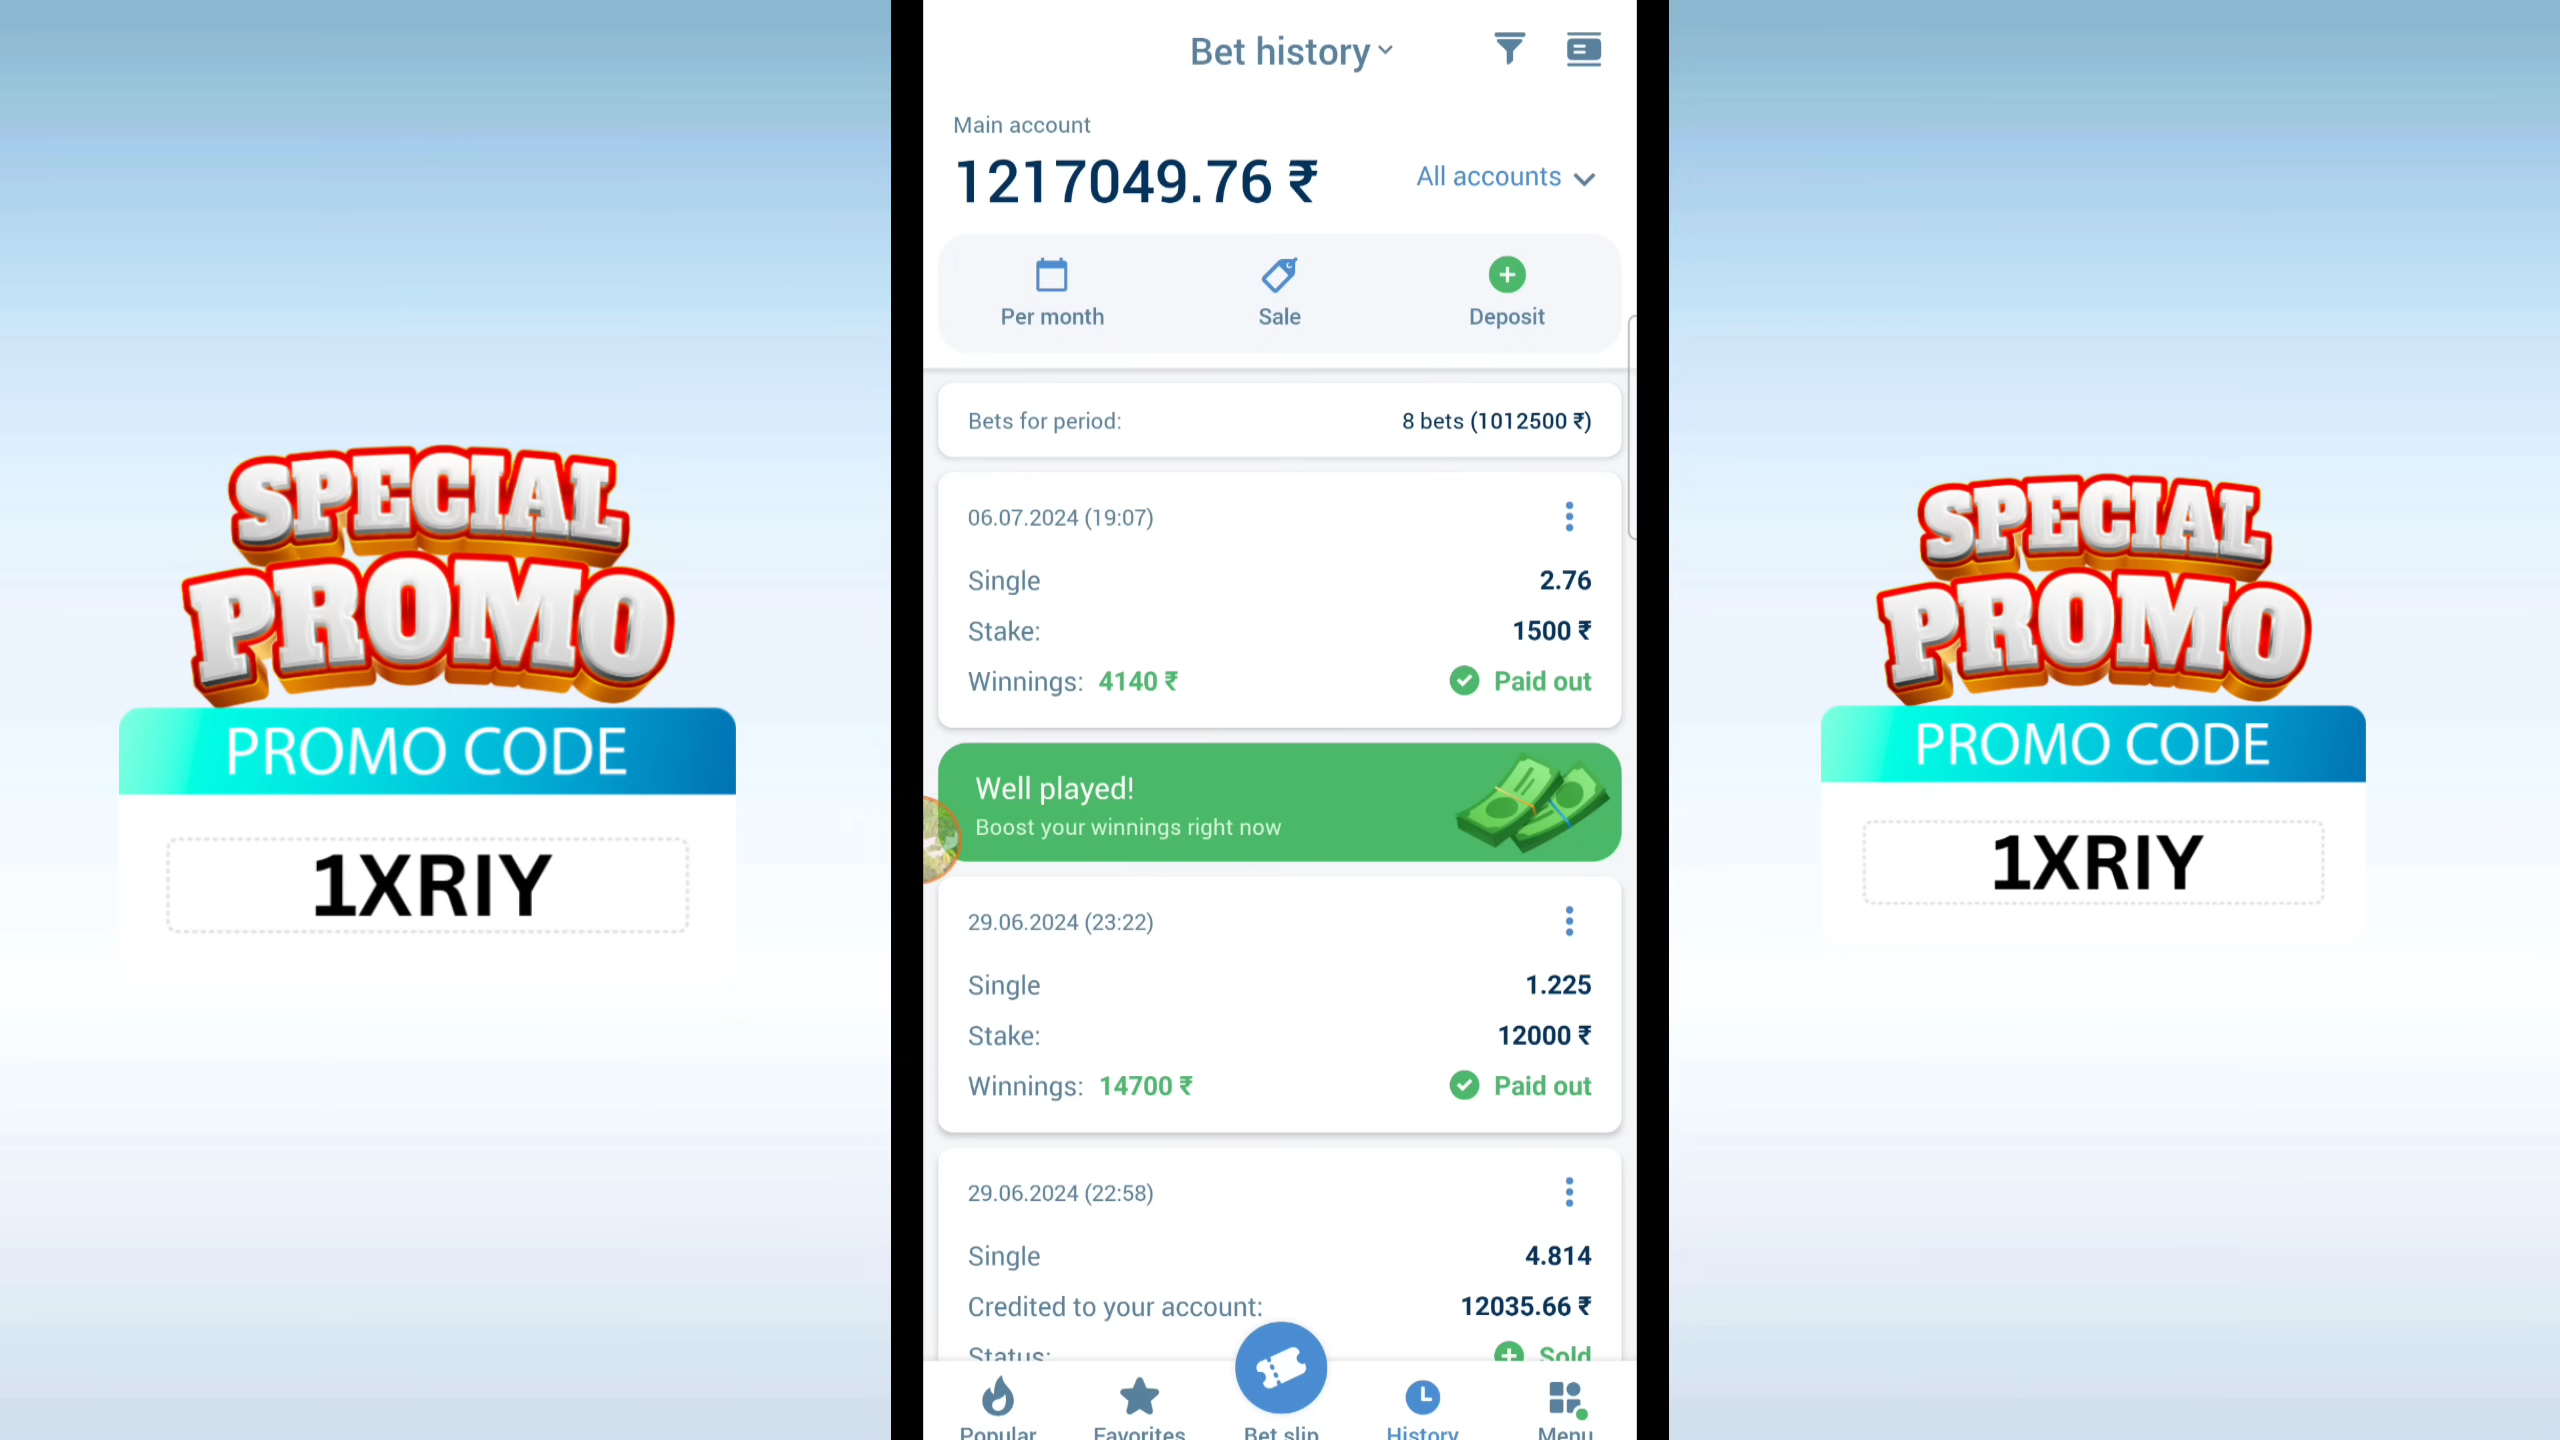 Bet history
Main account
1217049.76 ₹
All accounts
Per month
Sale
Deposit
Bets for period:
8 bets (1012500 ₹)
06.07.2024 (19:07)
Single
2.76
Stake:
1500 ₹
Winnings: 4140 ₹
Paid out
Well played!
Boost your winnings right now
29.06.2024 (23:22)
Single
1.225
Stake:
12000 ₹
Winnings: 14700 ₹
Paid out
29.06.2024 (22:58)
Single
4.814
Credited to your account:
12035.66 ₹
Status:
Sold
Popular
Favorites
Bet slip
History
Menu
SPECIAL
PROMO
PROMO CODE
1XRIY
SPECIAL
PROMO
PROMO CODE
1XRIY